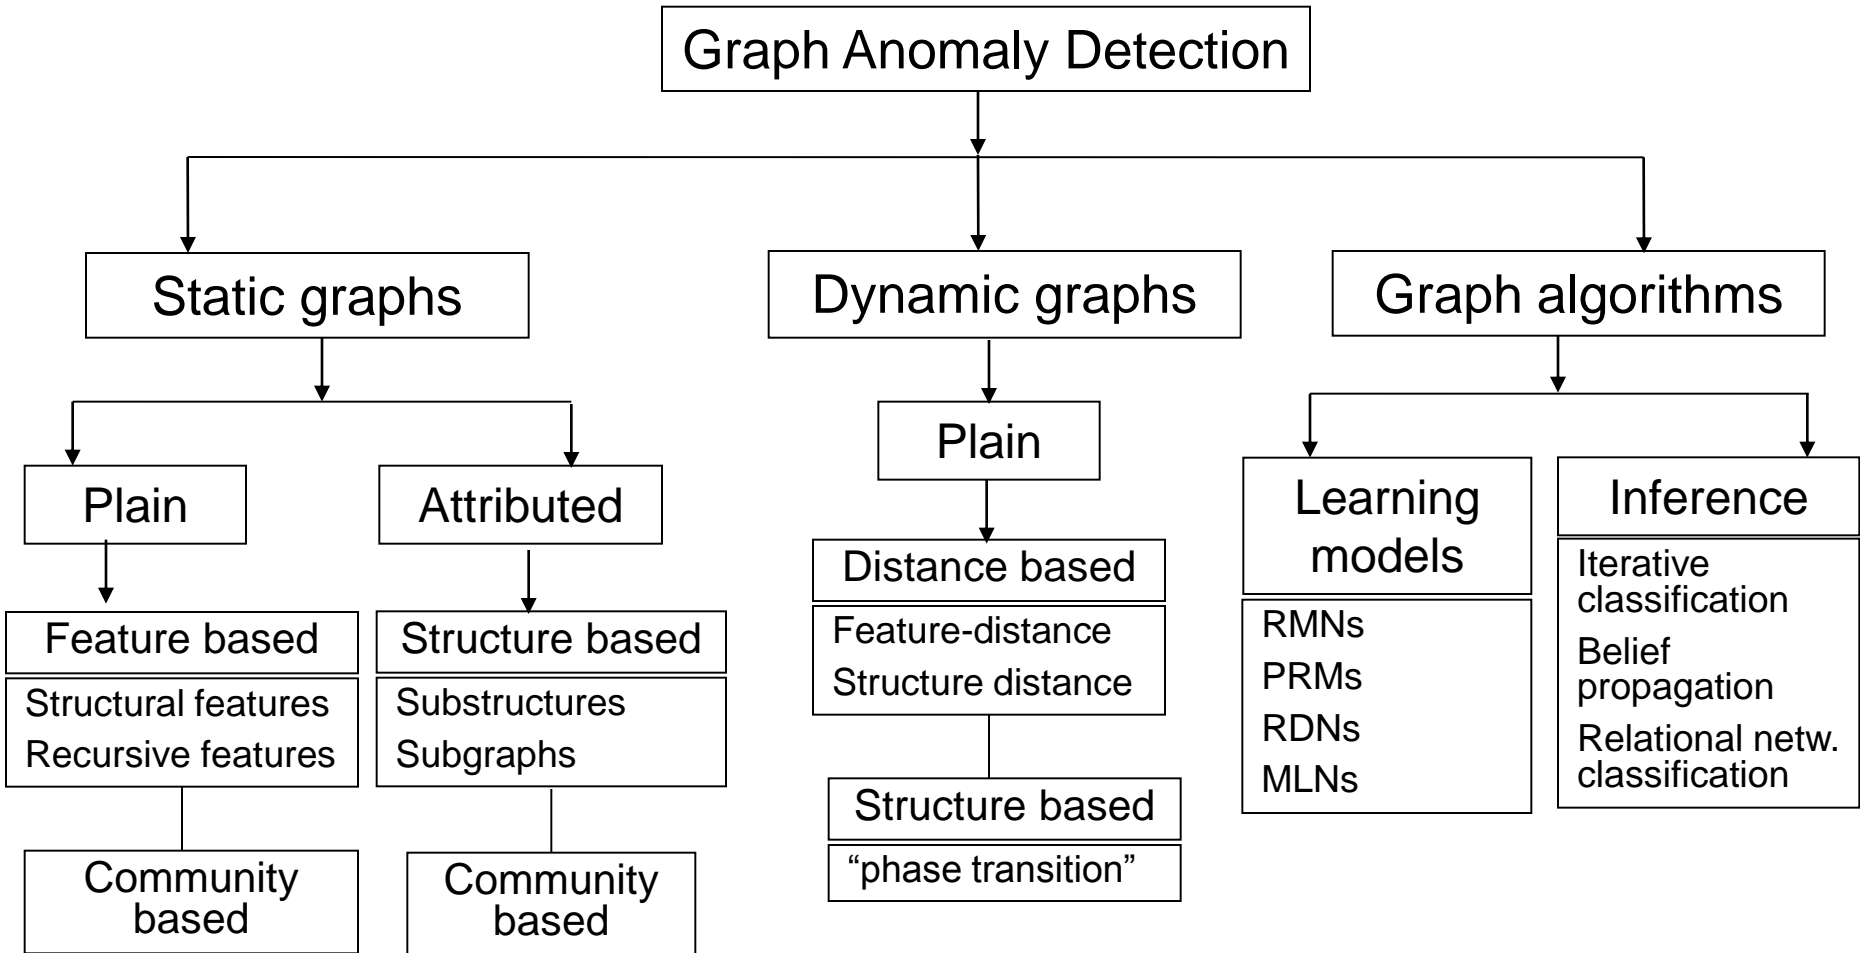 Graph Anomaly Detection
Static graphs
Dynamic graphs
Graph algorithms
Plain
Attributed
Plain
Learning
models
Inference
Feature based
Structural features
Recursive features
Community
based
Structure based
Substructures
Subgraphs
Community
based
Distance based
Feature-distance
Structure distance
Structure based
“phase transition”
RMNs
PRMs
RDNs
MLNs
Iterative
classification
Belief
propagation
Relational netw.
classification